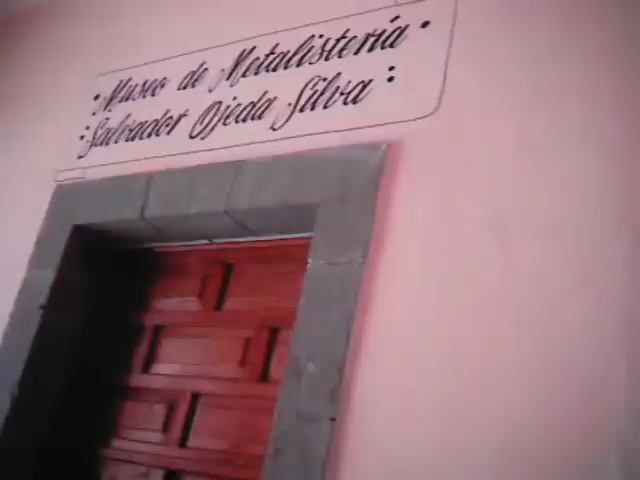 • Museo de Metalistería •
: Salvador Ojeda Silva :